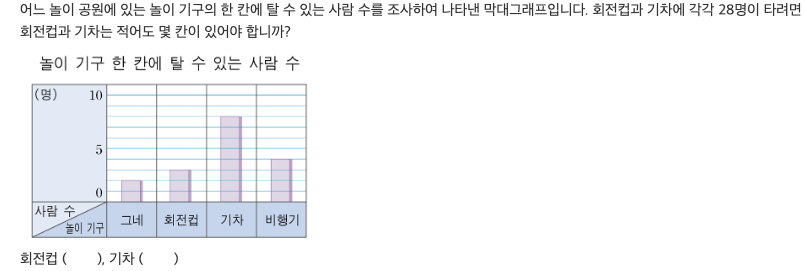 어느 놀이 공원에 있는 놀이 기구의 한 칸에 탈 수 있는 사람 수를 조사하여 나타낸 막대그래프입니다. 회전컵과 기차에 각각 28명이 타려면
회전컵과 기차는 적어도 몇 칸이 있어야 합니까?
놀이 기구 한 칸에 탈 수 있는 사람 수
(명) 10
5
0
사람 수
놀이 기구
그네 회전컵 기차 비행기
회전컵 ( ), 기차 ( )